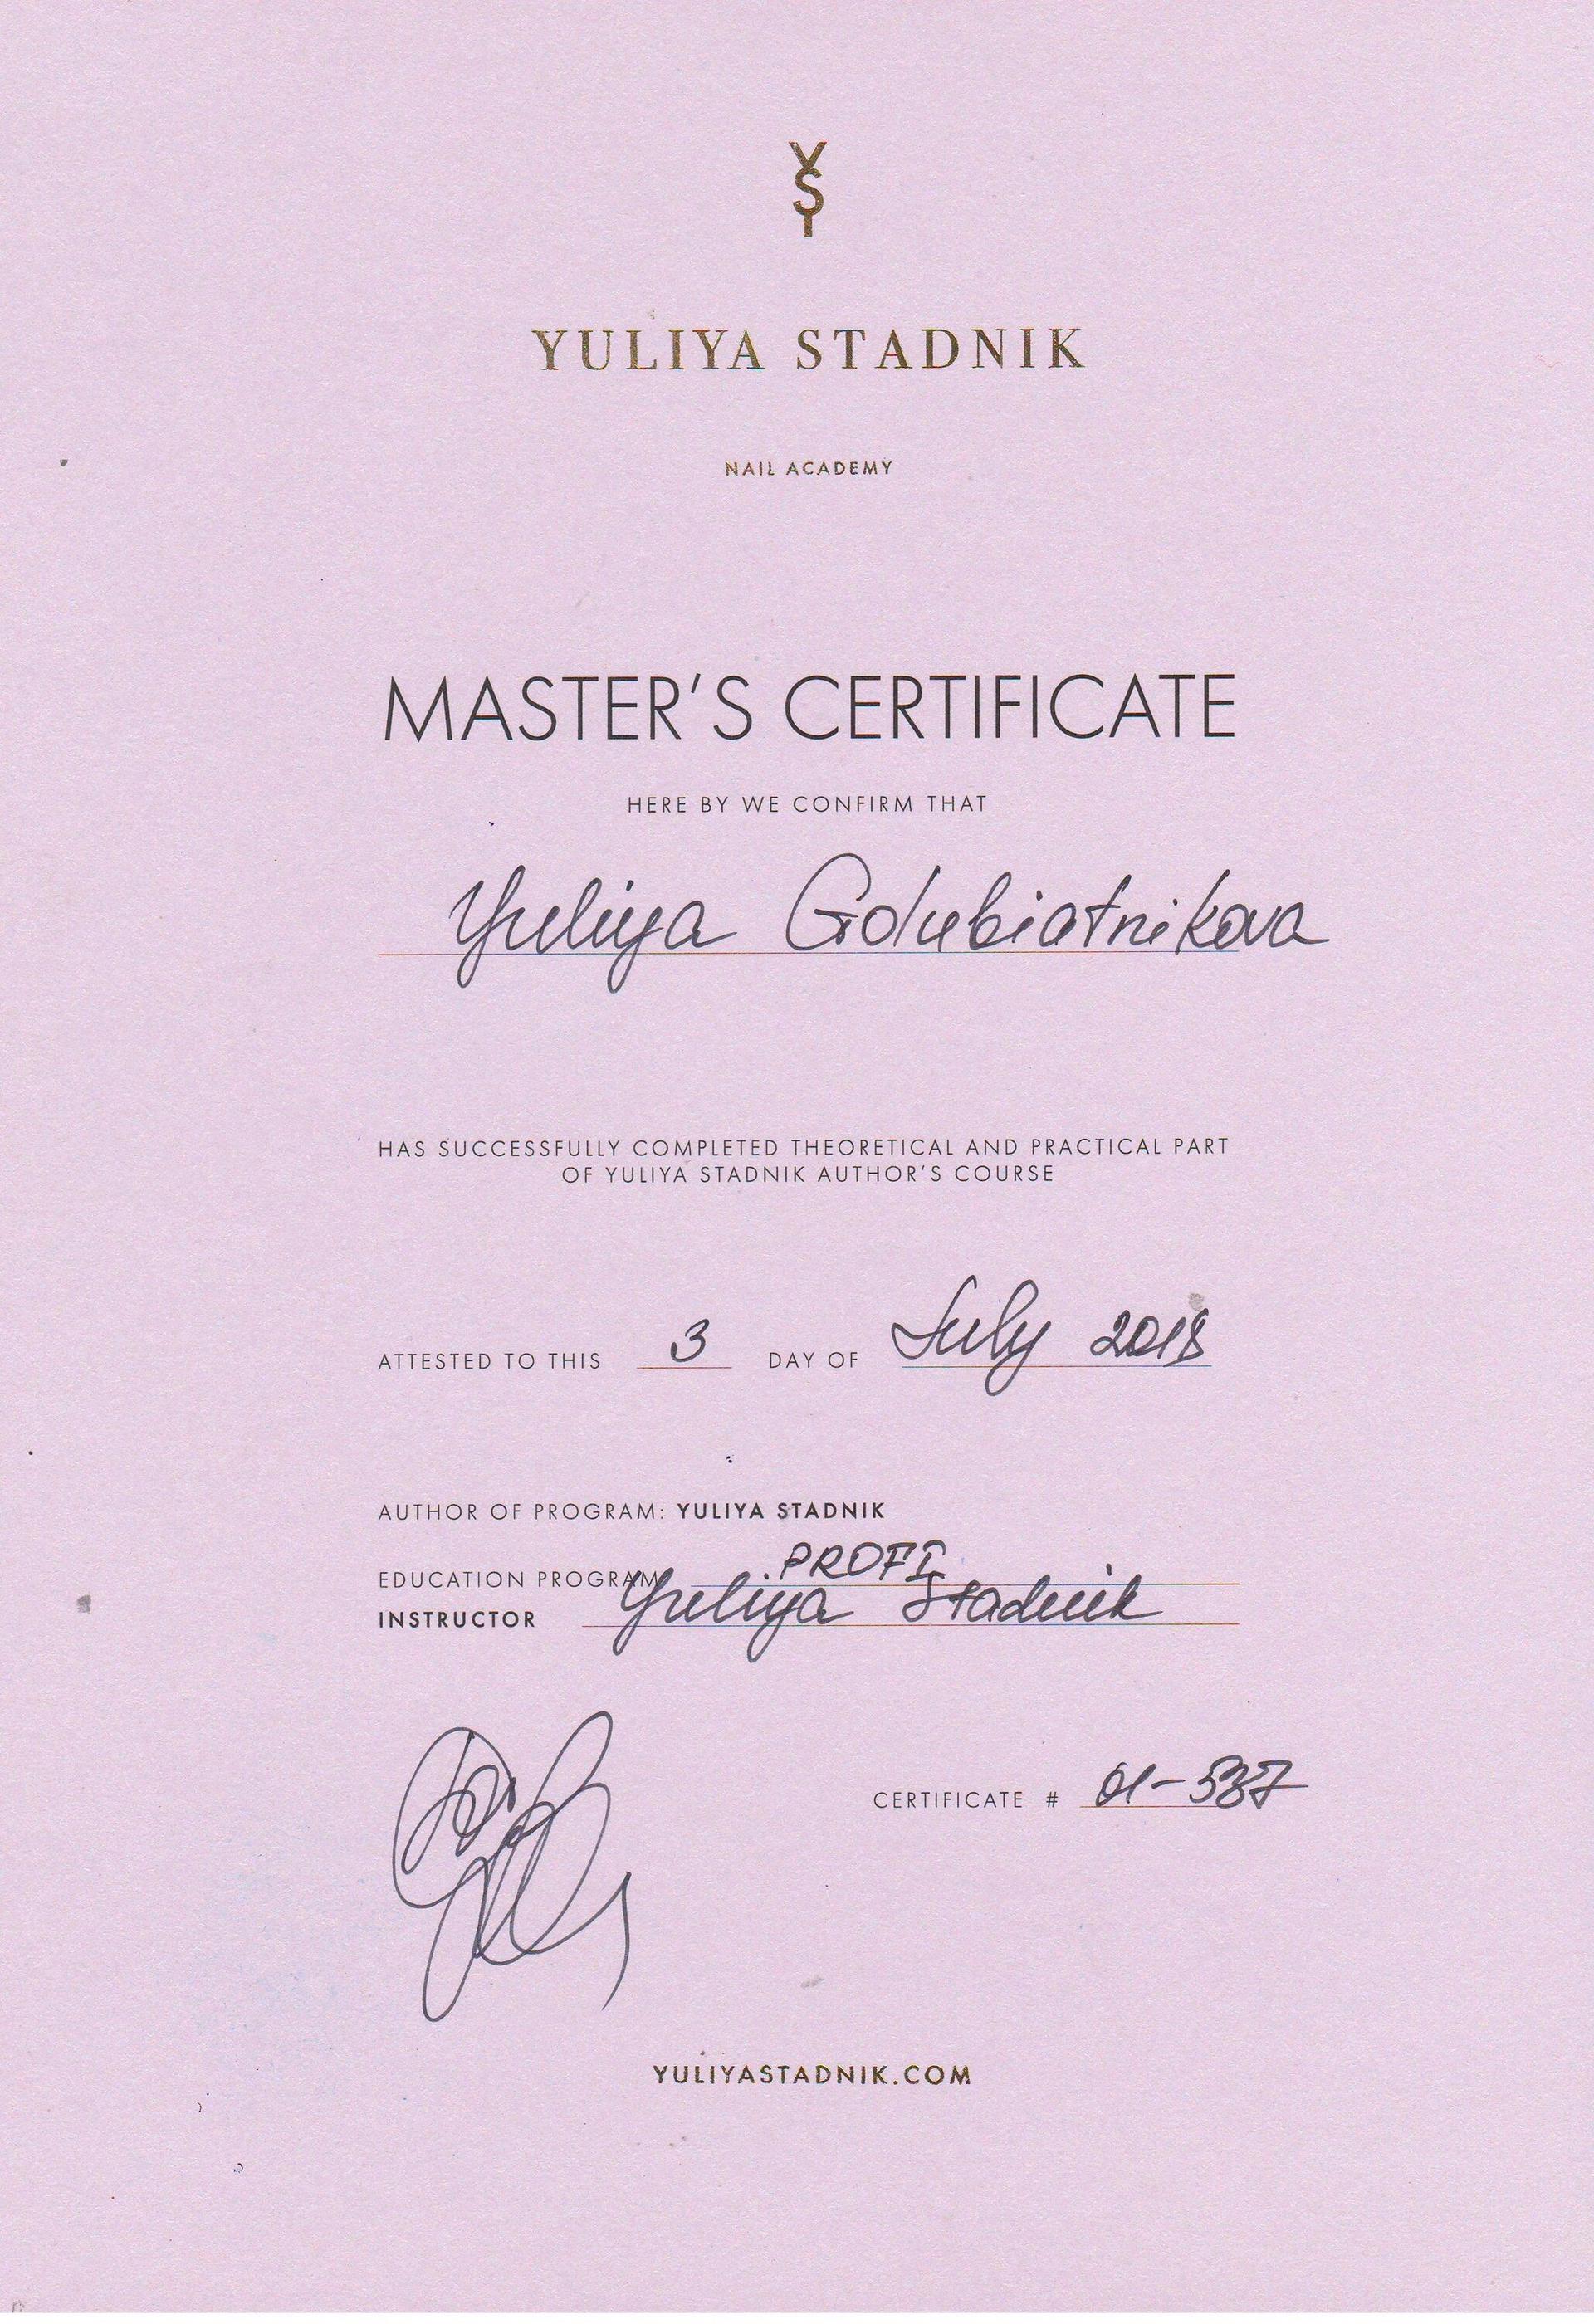 YS
YULIYA STADNIK
NAIL ACADEMY
MASTER'S CERTIFICATE
HERE BY WE CONFIRM THAT
Yuliya Golubiatnikova
HAS SUCCESSFULLY COMPLETED THEORETICAL AND PRACTICAL PART
OF YULIYA STADNIK AUTHOR'S COURSE
ATTESTED TO THIS 3 DAY OF July 2018
AUTHOR OF PROGRAM: YULIYA STADNIK
EDUCATION PROGRAM PROFI
INSTRUCTOR Yuliya Stadnik
CERTIFICATE # 01-537
YULIYASTADNIK.COM